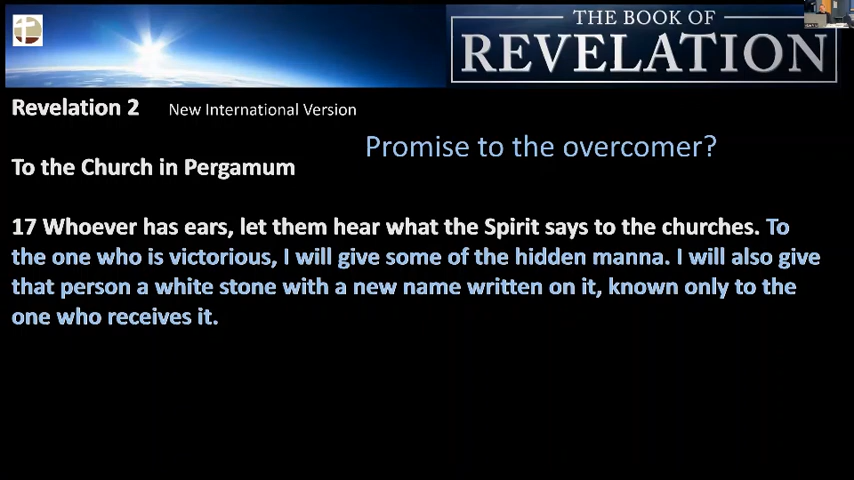 THE BOOK OF
REVELATION
Revelation 2 New International Version
Promise to the overcomer?
To the Church in Pergamum
17 Whoever has ears, let them hear what the Spirit says to the churches. To
the one who is victorious, I will give some of the hidden manna. I will also give
that person a white stone with a new name written on it, known only to the
one who receives it.